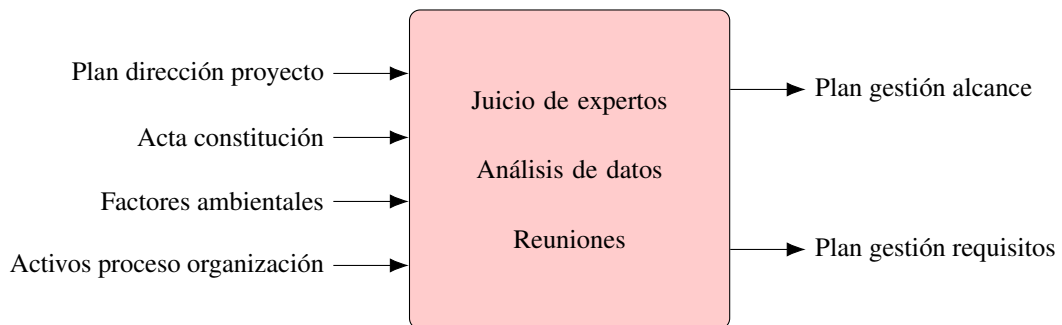 Plan dirección proyecto
Acta constitución
Factores ambientales
Activos proceso organización
Juicio de expertos
Análisis de datos
Reuniones
Plan gestión alcance
Plan gestión requisitos